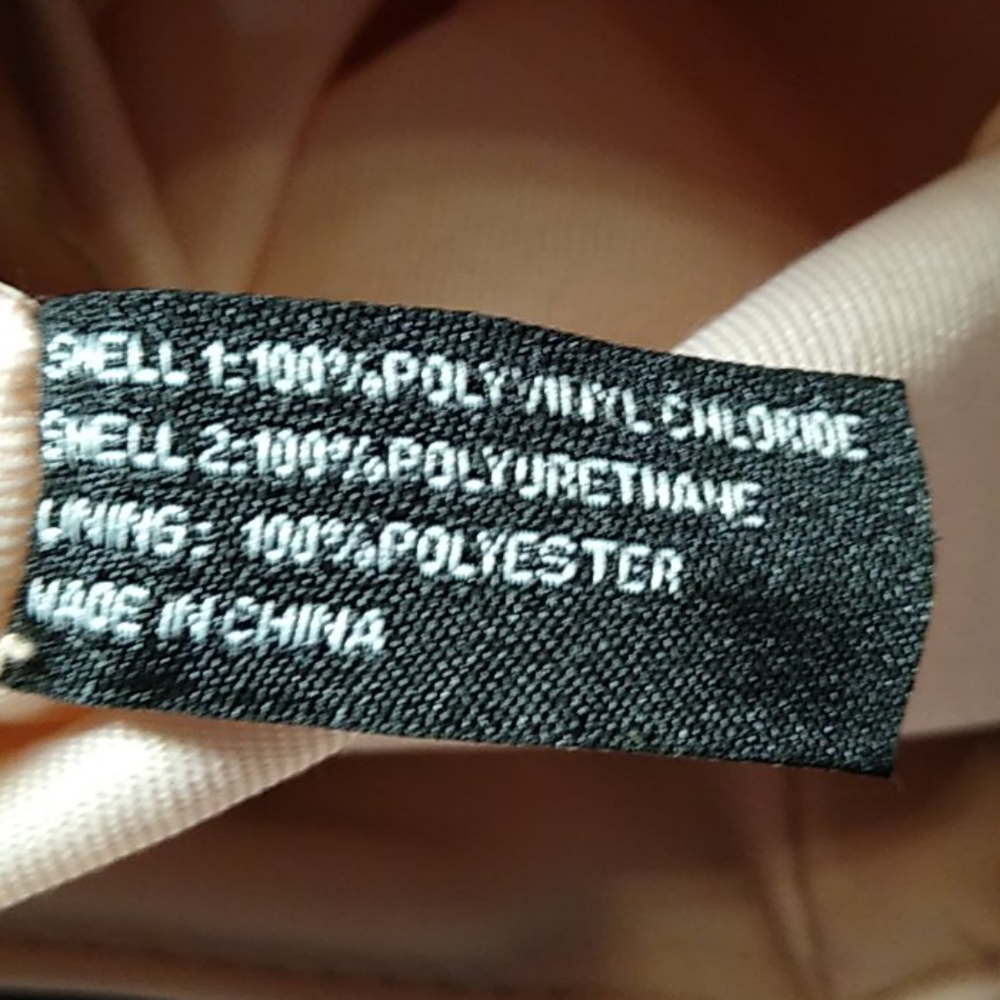 SHELL 1:100%POLYVINYL CHLORIDE
SHELL 2:100%POLYURETHANE
LINING: 100%POLYESTER
MADE IN CHINA